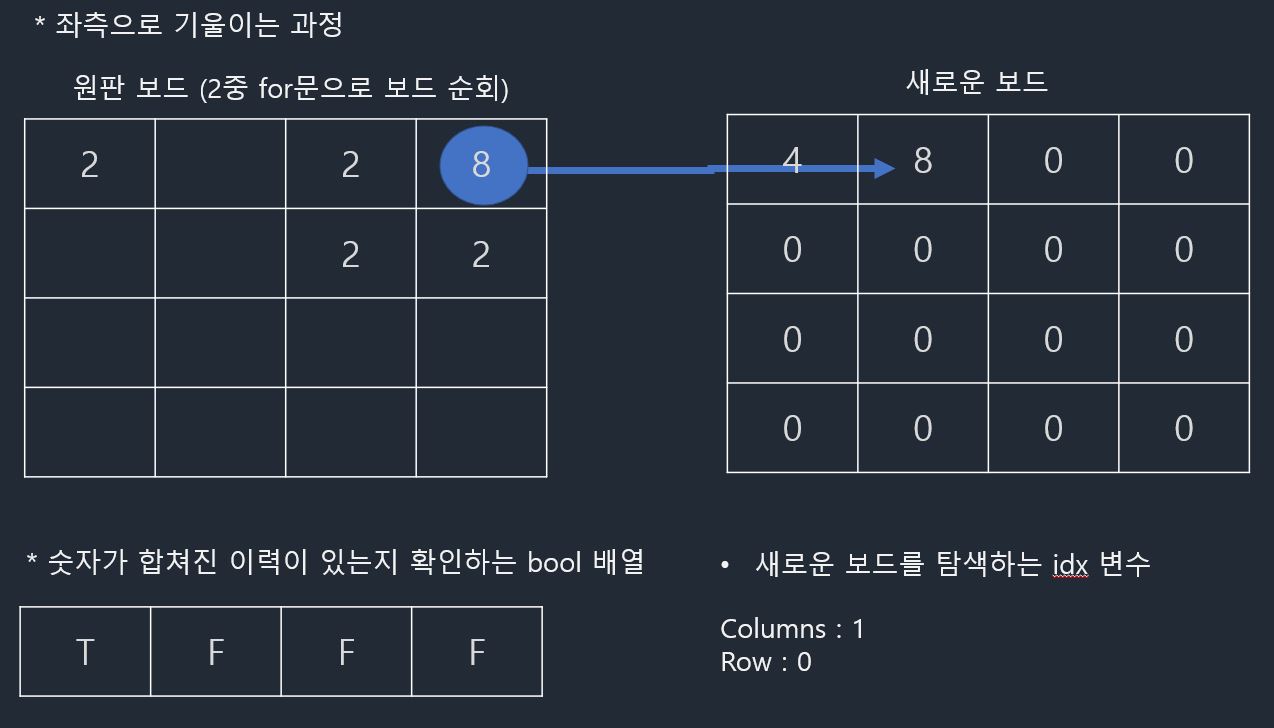 * 좌측으로 기울이는 과정
원판 보드 (2중 for문으로 보드 순회)
2 2 8
2 2
새로운 보드
4 8 0 0
0 0 0 0
0 0 0 0
0 0 0 0
* 숫자가 합쳐진 이력이 있는지 확인하는 bool 배열
T F F F
• 새로운 보드를 탐색하는 idx 변수
Columns : 1
Row : 0